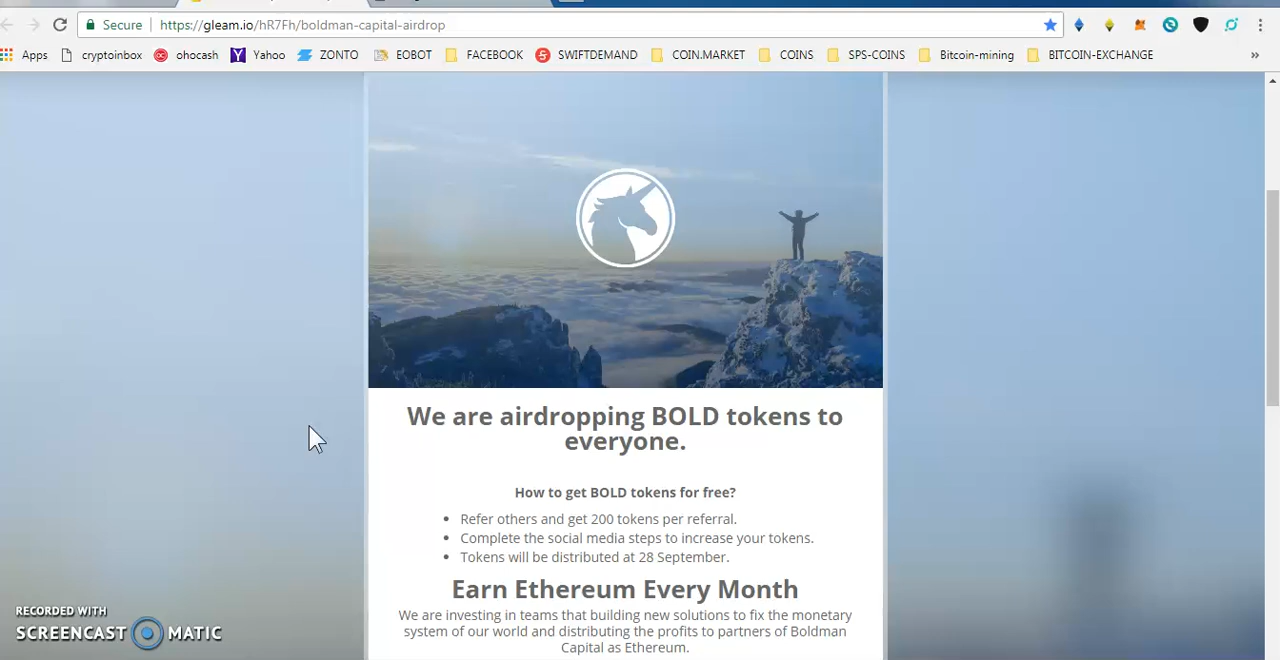 Secure https://gleam.io/hR7Fh/boldman-capital-airdrop
Apps cryptoinbox ohocash Yahoo ZONTO EOBOT FACEBOOK SWIFTDEMAND COIN.MARKET COINS SPS-COINS Bitcoin-mining BITCOIN-EXCHANGE »
We are airdropping BOLD tokens to
everyone.
How to get BOLD tokens for free?
• Refer others and get 200 tokens per referral.
• Complete the social media steps to increase your tokens.
• Tokens will be distributed at 28 September.
Earn Ethereum Every Month
We are investing in teams that building new solutions to fix the monetary
system of our world and distributing the profits to partners of Boldman
Capital as Ethereum.
RECORDED WITH
SCREENCAST MATIC